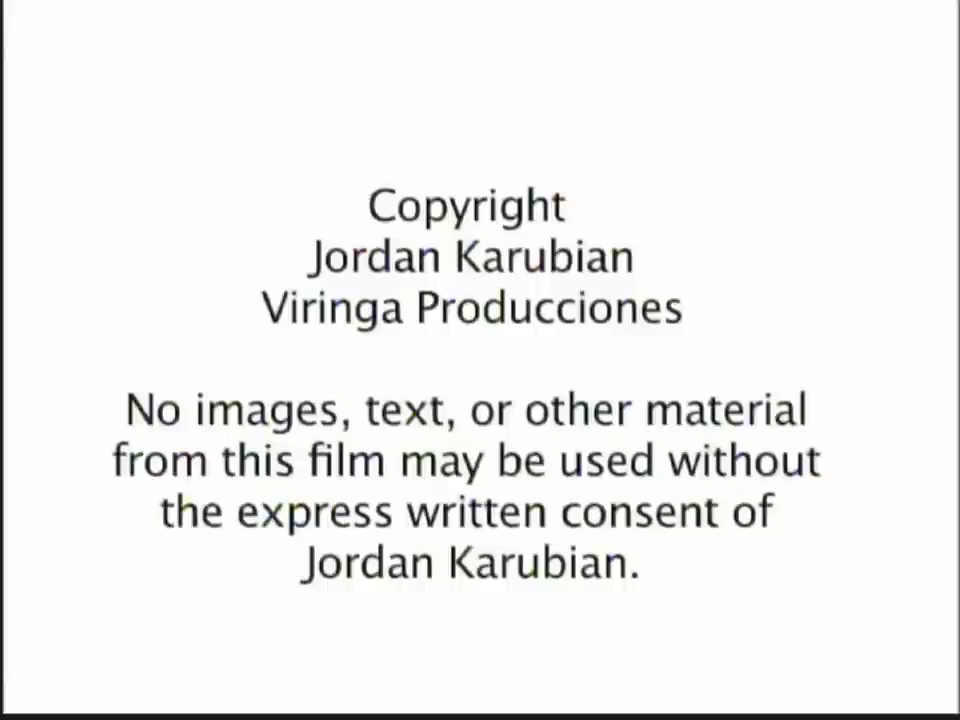 Copyright
Jordan Karubian
Viringa Producciones
No images, text, or other material
from this film may be used without
the express written consent of
Jordan Karubian.